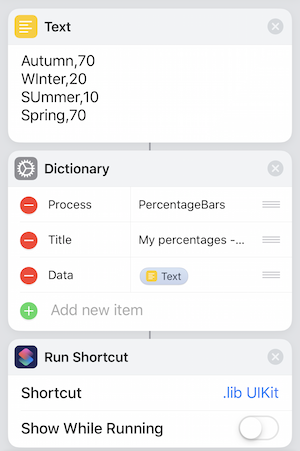 Text
Autumn,70
WInter,20
SUmmer,10
Spring,70
Dictionary
Process PercentageBars
Title My percentages -...
Data Text
Add new item
Run Shortcut
Shortcut .lib UIKit
Show While Running